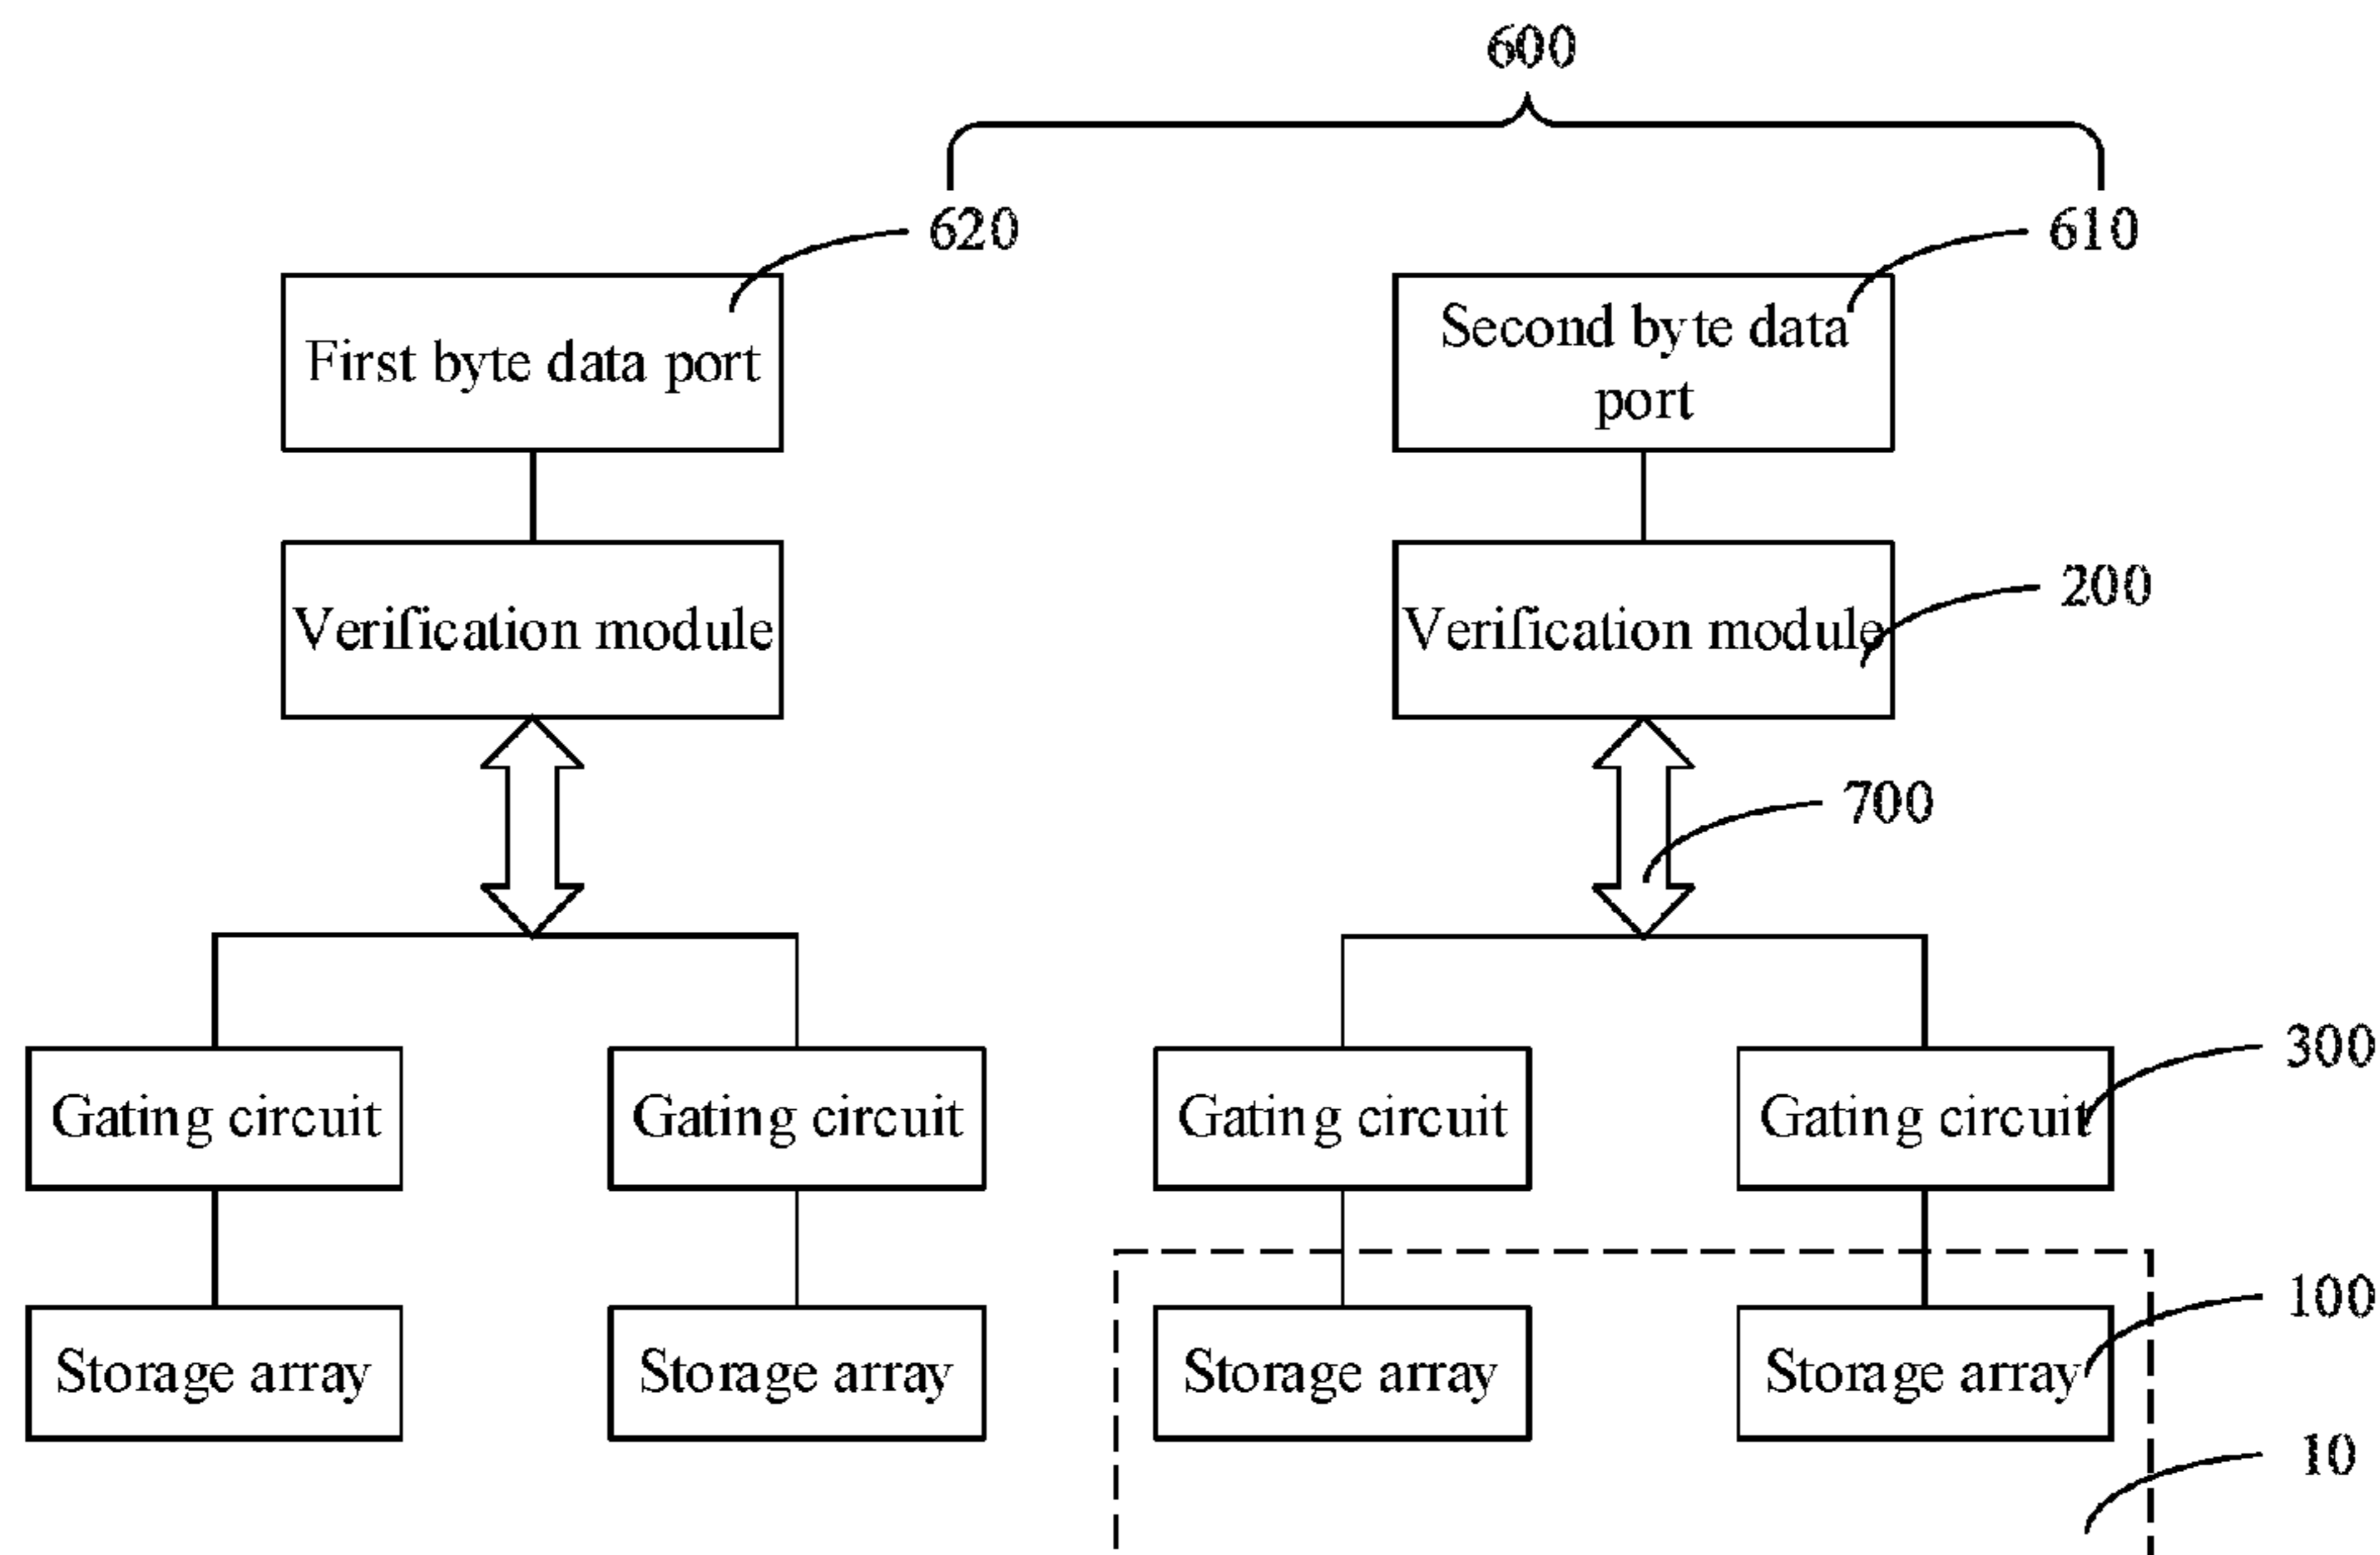 600
620
610
First byte data port
Second byte data
port
Verification module
Verification module
200
700
Gating circuit
Gating circuit
Gating circuit
Gating circuit
300
Storage array
Storage array
Storage array
Storage array
100
10